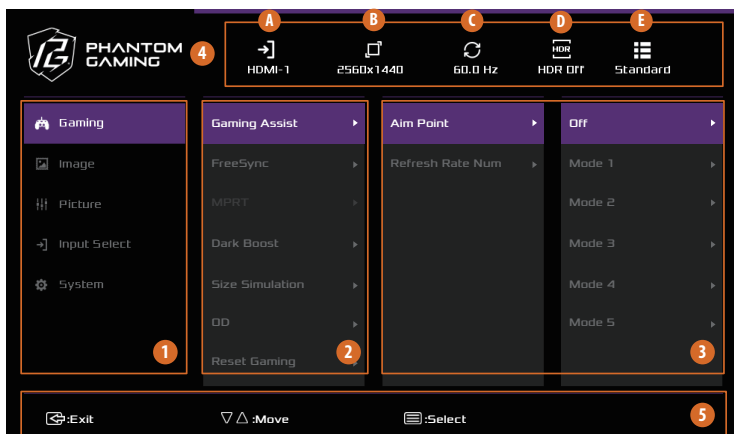 A B C D E
PHANTOM
GAMING
4
HDR
HDMI-1 2560x1440 60.0 Hz HDR Off Standard
Gaming Gaming Assist Aim Point Off
Image FreeSync Refresh Rate Num Mode 1
Picture MPRT Mode 2
Input Select Dark Boost Mode 3
System Size Simulation Mode 4
OD Mode 5
Reset Gaming
1 2 3
:Exit :Move :Select 5